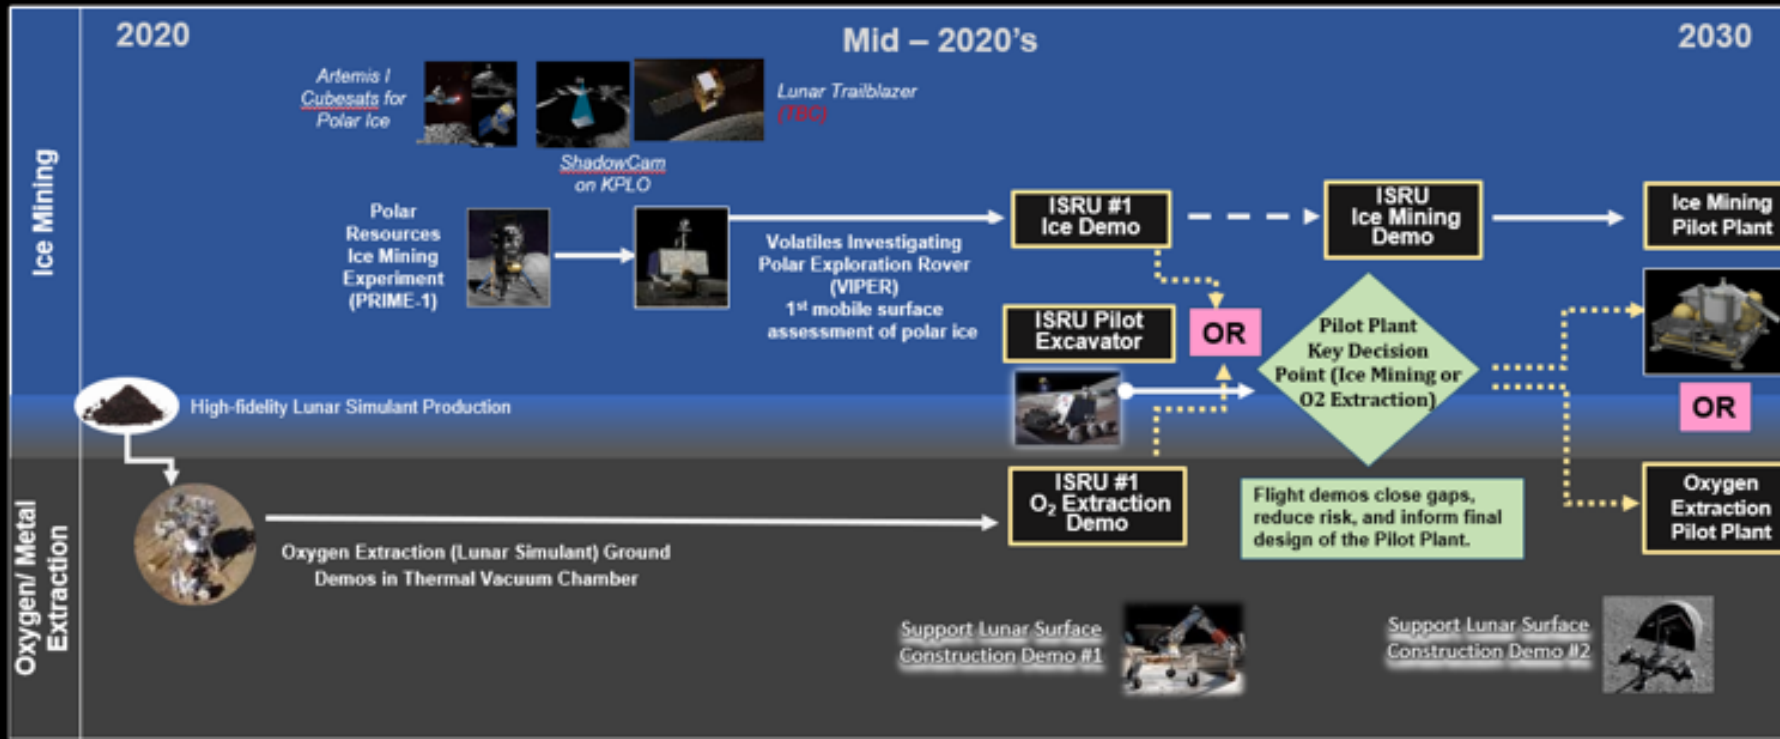 2020
Mid – 2020's
2030
Ice Mining
Artemis I
Cubesats for
Polar Ice
ShadowCam
on KPLO
Lunar Trailblazer
(TBC)
Polar
Resources
Ice Mining
Experiment
(PRIME-1)
Volatiles Investigating
Polar Exploration Rover
(VIPER)
1st mobile surface
assessment of polar ice
ISRU #1
Ice Demo
ISRU
Ice Mining
Demo
Ice Mining
Pilot Plant
ISRU Pilot
Excavator
OR
Pilot Plant
Key Decision
Point (Ice Mining or
O2 Extraction)
OR
High-fidelity Lunar Simulant Production
Oxygen/ Metal
Extraction
Oxygen Extraction (Lunar Simulant) Ground
Demos in Thermal Vacuum Chamber
ISRU #1
O₂ Extraction
Demo
Flight demos close gaps,
reduce risk, and inform final
design of the Pilot Plant.
Oxygen
Extraction
Pilot Plant
Support Lunar Surface
Construction Demo #1
Support Lunar Surface
Construction Demo #2